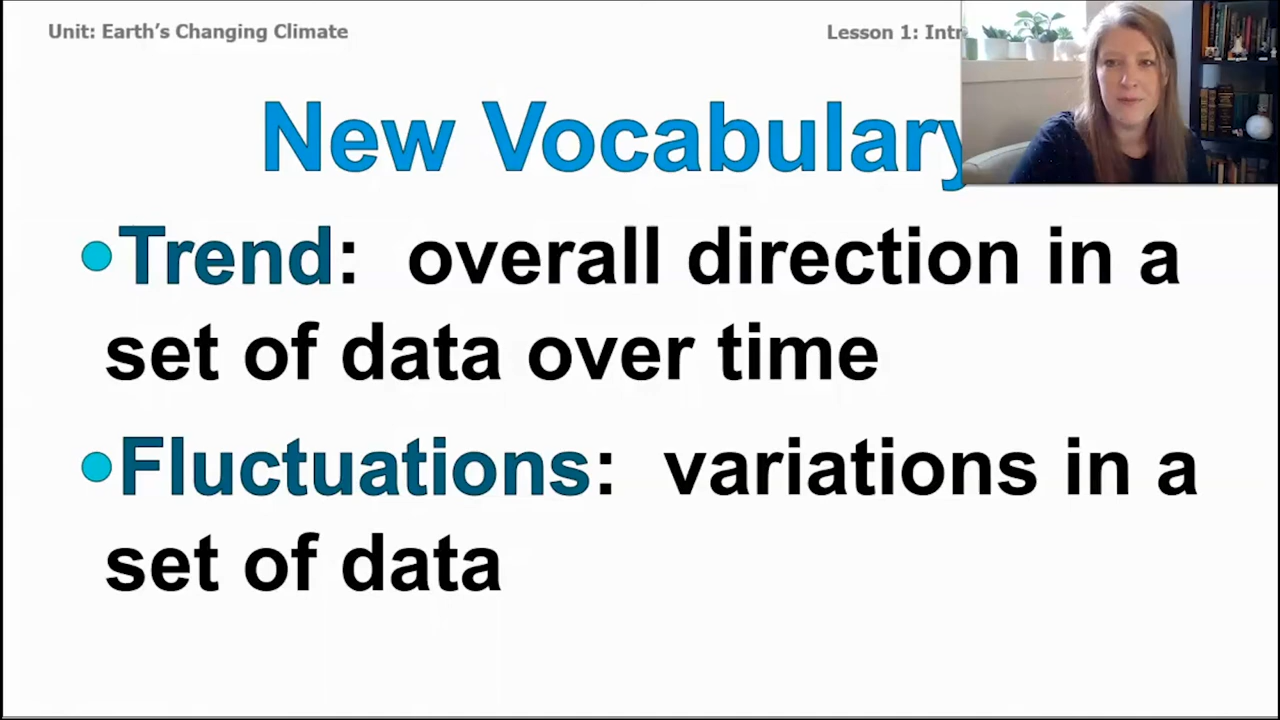 Unit: Earth's Changing Climate
Lesson 1:
New Vocabulary
Trend: overall direction in a
set of data over time
Fluctuations: variations in a
set of data